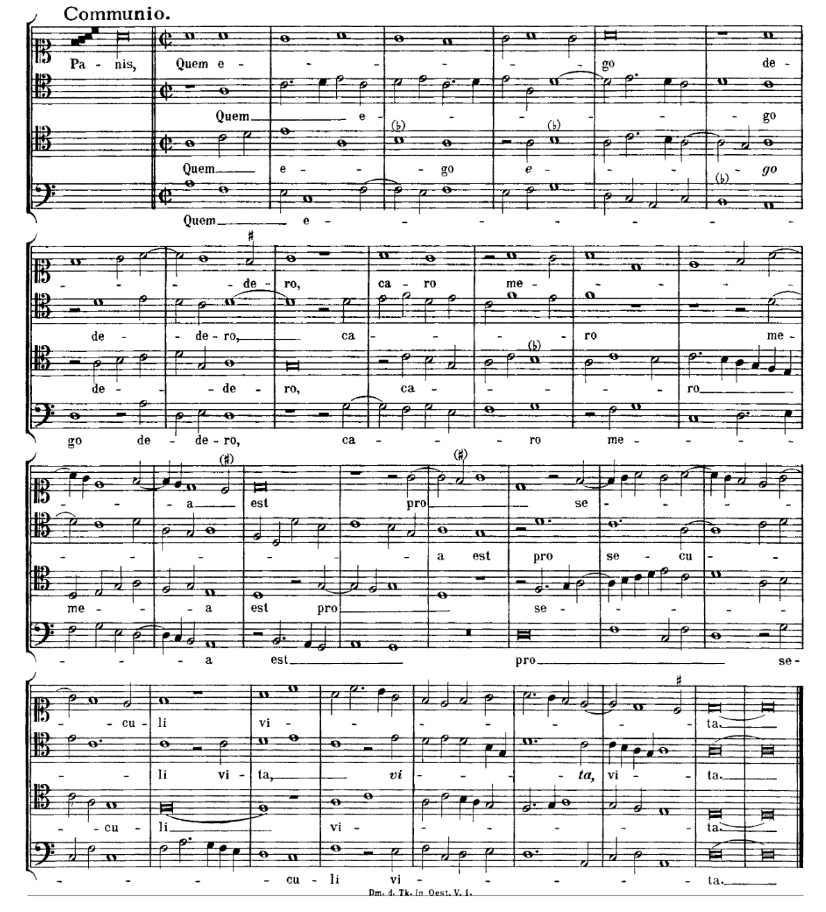 Communio.
Pa - nis, Quem e - - - - - - - go de -
Quem e - - - - - - go
Quem e - - go e - - - go
Quem e - - - - - - -
- - - - - de - ro, ca - ro me - - - - - -
de - - de - ro, ca - - - - ro me -
de - - de - ro, ca - - - - - ro
go de - de - ro, ca - - - ro me - - -
- - - - a est pro se - - - -
- - - - - - - a est pro se - cu -
me - - a est pro se - - -
- - - a est pro se -
- - cu - li vi - - - - - - - ta.
- - li vi - ta, vi - - - - ta, vi - ta.
- cu - li vi - - - - - - - ta.
- - - - - cu - li vi - - - - ta.
Dm. d. Tk. in Oest. V. I.